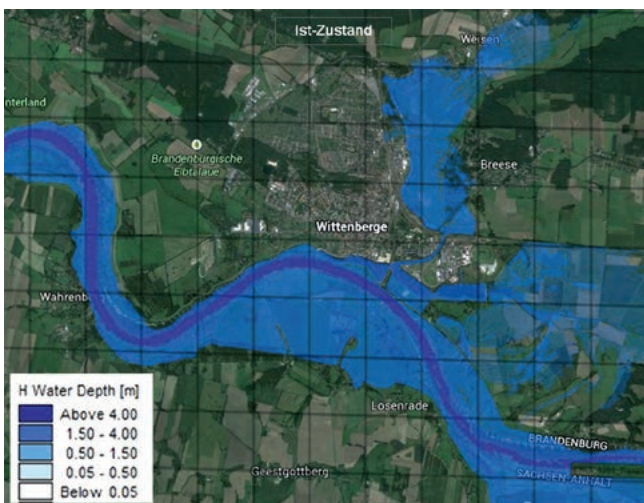 Ist-Zustand
Weisen
nterland
Brandenburgische
Elbtalaue
Breese
Wittenberge
Wahrenb
Losenrade
H Water Depth [m]
Above 4.00
1.50 - 4.00
0.50 - 1.50
0.05 - 0.50
Below 0.05
BRANDENBURG
SACHSEN-ANHALT
Geestgottberg